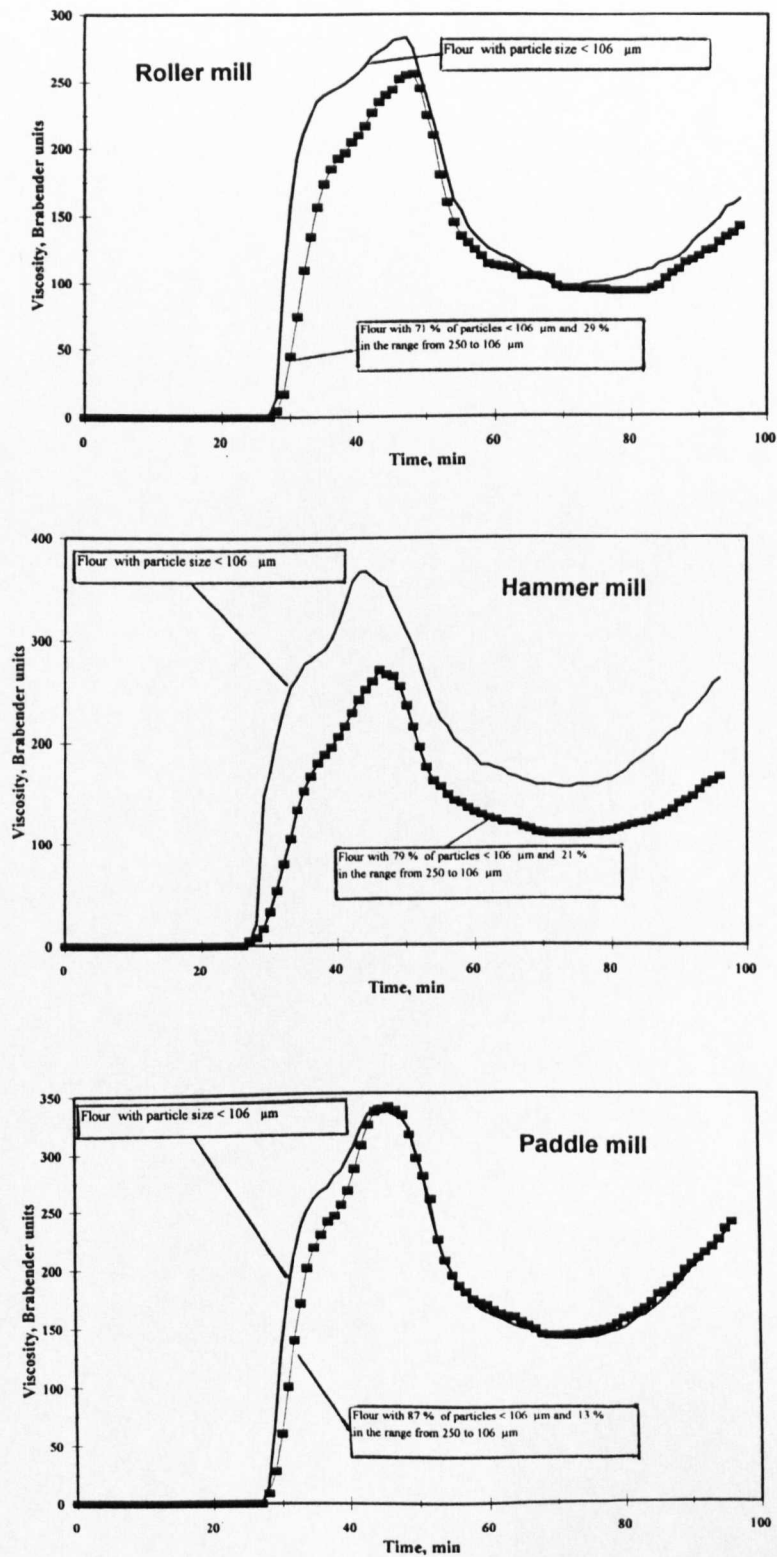 300
250
200
150
100
50
0
Viscosity, Brabender units
Roller mill
Flour with particle size < 106 µm
Flour with 71 % of particles < 106 µm and 29 %
in the range from 250 to 106 µm
0 20 40 60 80 100
Time, min
400
350
300
250
200
150
100
50
0
Viscosity, Brabender units
Flour with particle size < 106 µm
Hammer mill
Flour with 79 % of particles < 106 µm and 21 %
in the range from 250 to 106 µm
0 20 40 60 80 100
Time, min
350
300
250
200
150
100
50
0
Viscosity, Brabender units
Flour with particle size < 106 µm
Paddle mill
Flour with 87 % of particles < 106 µm and 13 %
in the range from 250 to 106 µm
0 20 40 60 80 100
Time, min